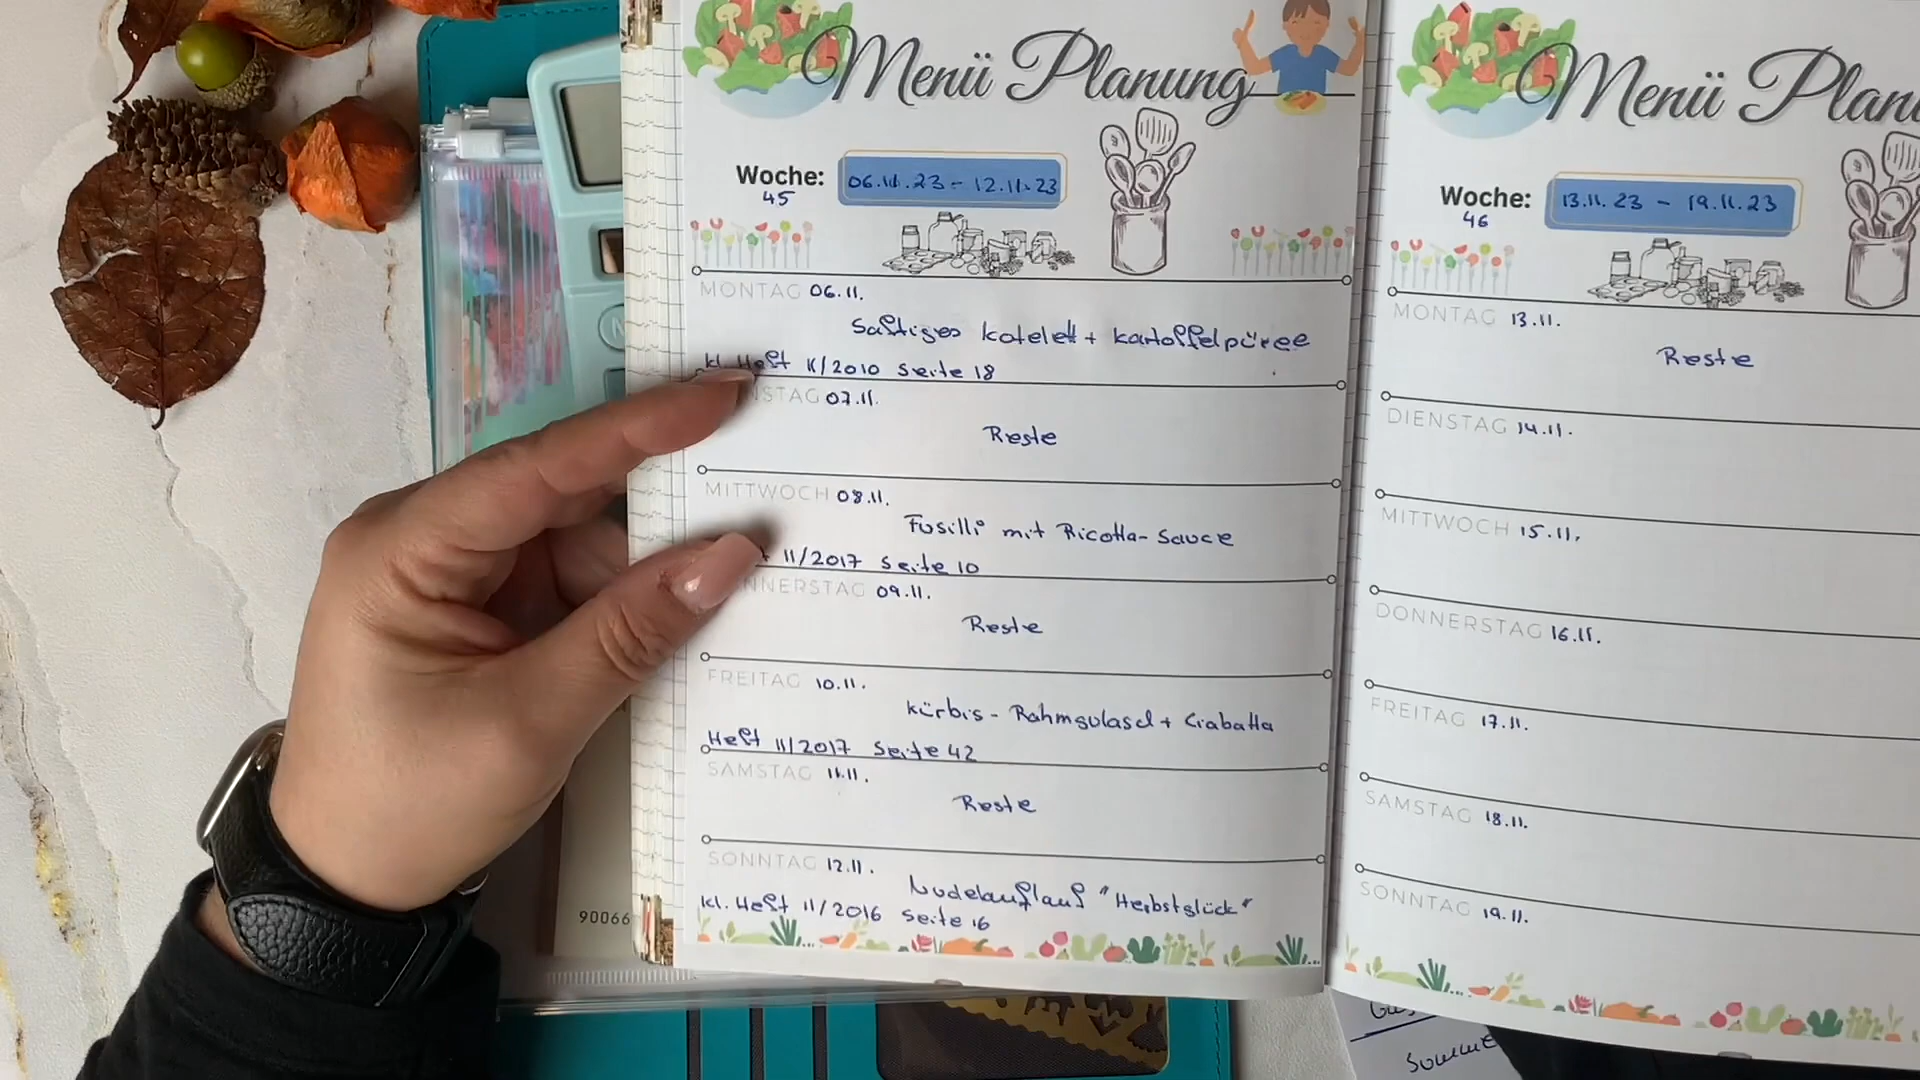 Menü Planung
Woche: 06.11.23 - 12.11.23
45
MONTAG 06.11.
Saftiges Kotelett + Kartoffelpüree
kl. Heft 11/2010 Seite 18
NSTAG 07.11.
Reste
MITTWOCH 08.11.
Fusilli mit Ricotta-Sauce
11/2017 Seite 10
NNERSTAG 09.11.
Reste
FREITAG 10.11.
Kürbis-Rahmgulasch + Ciabatta
Heft 11/2017 Seite 42
SAMSTAG 11.11.
Reste
SONNTAG 12.11.
Nudelauflauf "Herbstglück"
kl. Heft 11/2016 Seite 16
Menü Plan
Woche: 13.11.23 - 19.11.23
46
MONTAG 13.11.
Reste
DIENSTAG 14.11.
MITTWOCH 15.11.
DONNERSTAG 16.11.
FREITAG 17.11.
SAMSTAG 18.11.
SONNTAG 19.11.
90066